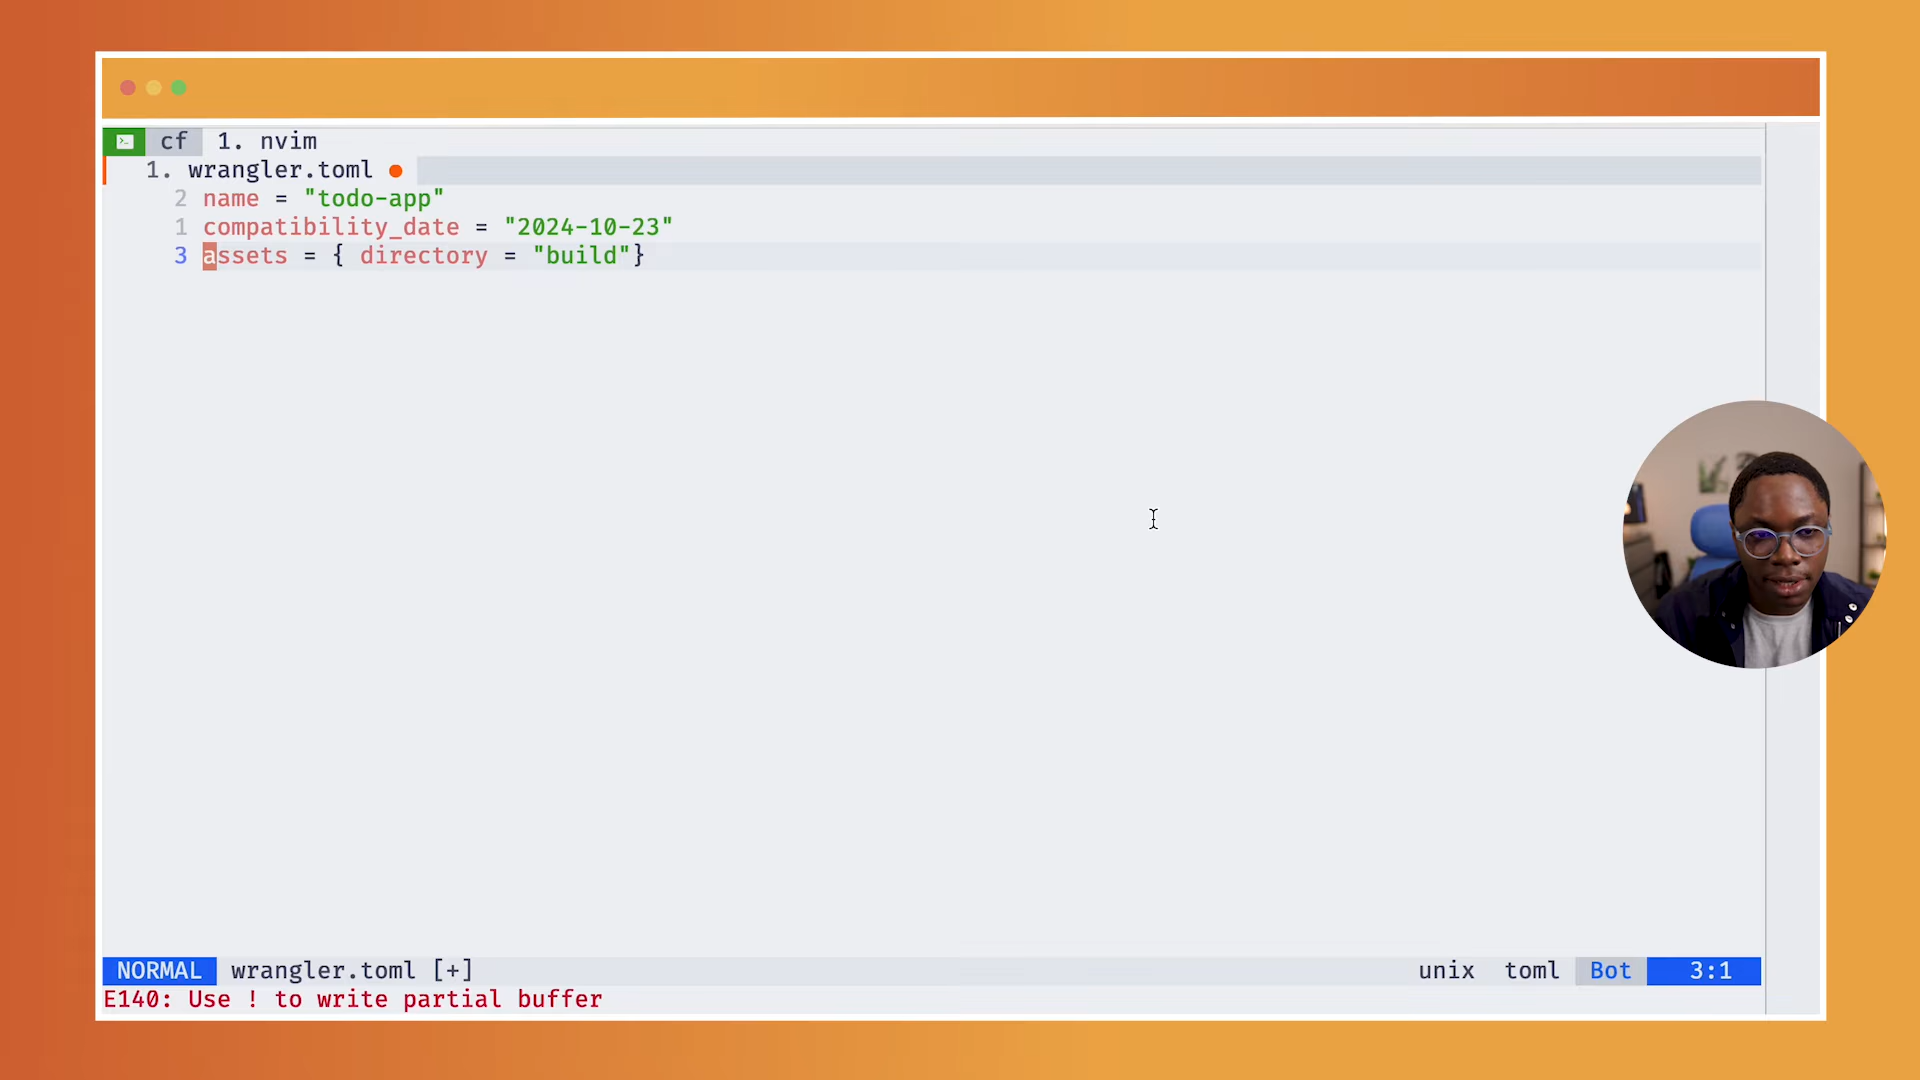 cf 1. nvim
1. wrangler.toml
2 name = "todo-app"
1 compatibility_date = "2024-10-23"
3 assets = { directory = "build"}
NORMAL wrangler.toml [+] unix toml Bot 3:1
E140: Use ! to write partial buffer